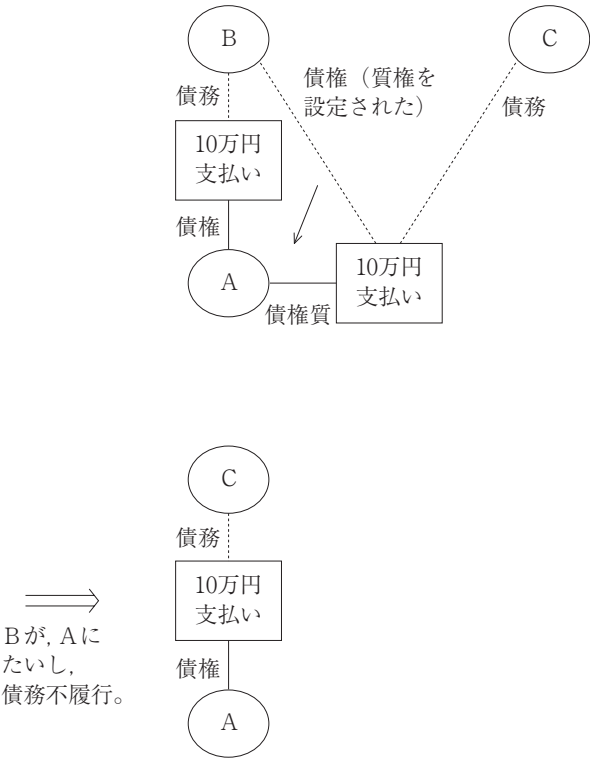 B
C
債権（質権を
設定された）
債務
債務
10万円
支払い
債権
10万円
支払い
A
債権質
C
債務
10万円
支払い
Bが, Aに
たいし,
債務不履行。
債権
A